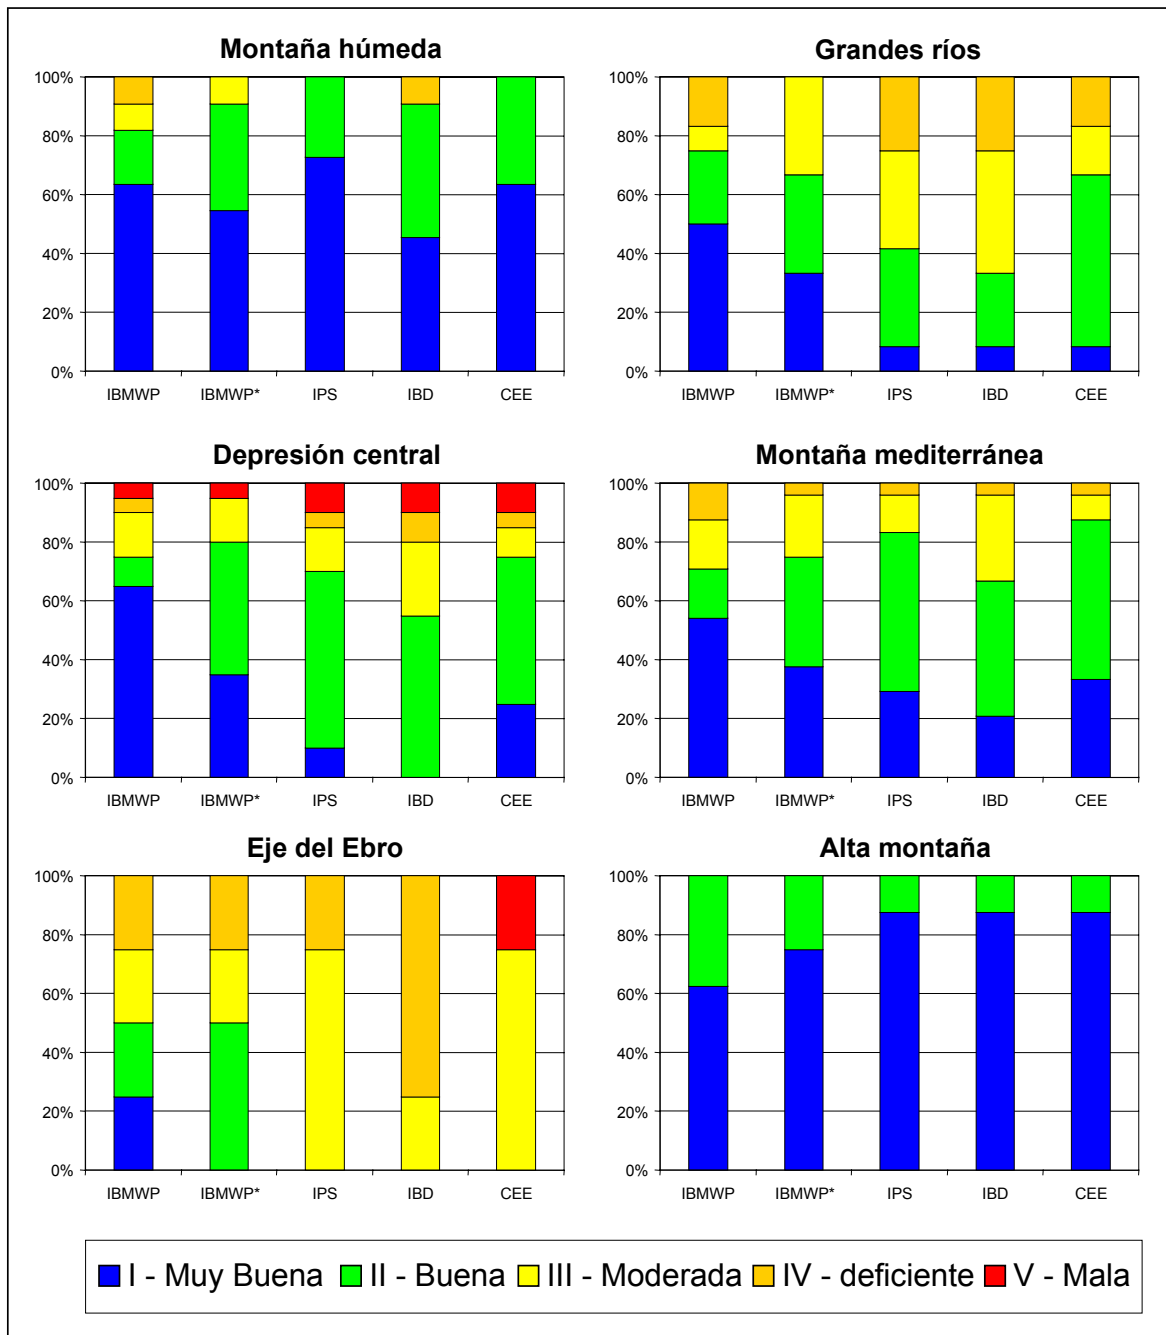 Montaña húmeda
100%
80%
60%
40%
20%
0%
IBMWP IBMWP* IPS IBD CEE
Grandes ríos
100%
80%
60%
40%
20%
0%
IBMWP IBMWP* IPS IBD CEE
Depresión central
100%
80%
60%
40%
20%
0%
IBMWP IBMWP* IPS IBD CEE
Montaña mediterránea
100%
80%
60%
40%
20%
0%
IBMWP IBMWP* IPS IBD CEE
Eje del Ebro
100%
80%
60%
40%
20%
0%
IBMWP IBMWP* IPS IBD CEE
Alta montaña
100%
80%
60%
40%
20%
0%
IBMWP IBMWP* IPS IBD CEE
I - Muy Buena II - Buena III - Moderada IV - deficiente V - Mala